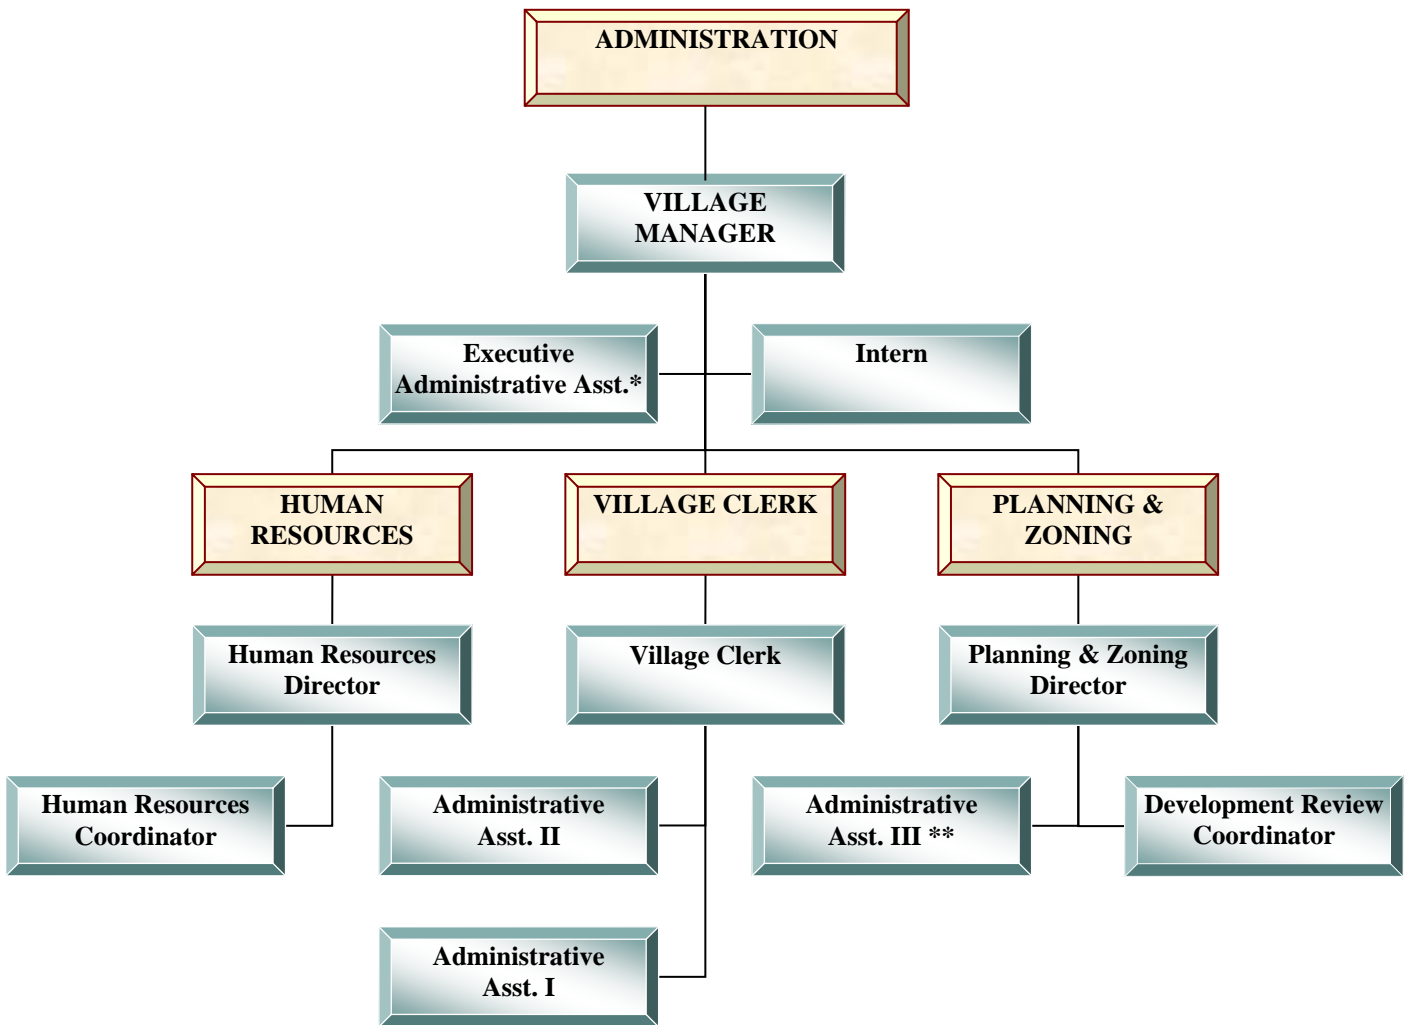 ADMINISTRATION
VILLAGE
MANAGER
Executive
Administrative Asst.*
Intern
HUMAN
RESOURCES
VILLAGE CLERK
PLANNING &
ZONING
Human Resources
Director
Village Clerk
Planning & Zoning
Director
Human Resources
Coordinator
Administrative
Asst. II
Administrative
Asst. III **
Development Review
Coordinator
Administrative
Asst. I